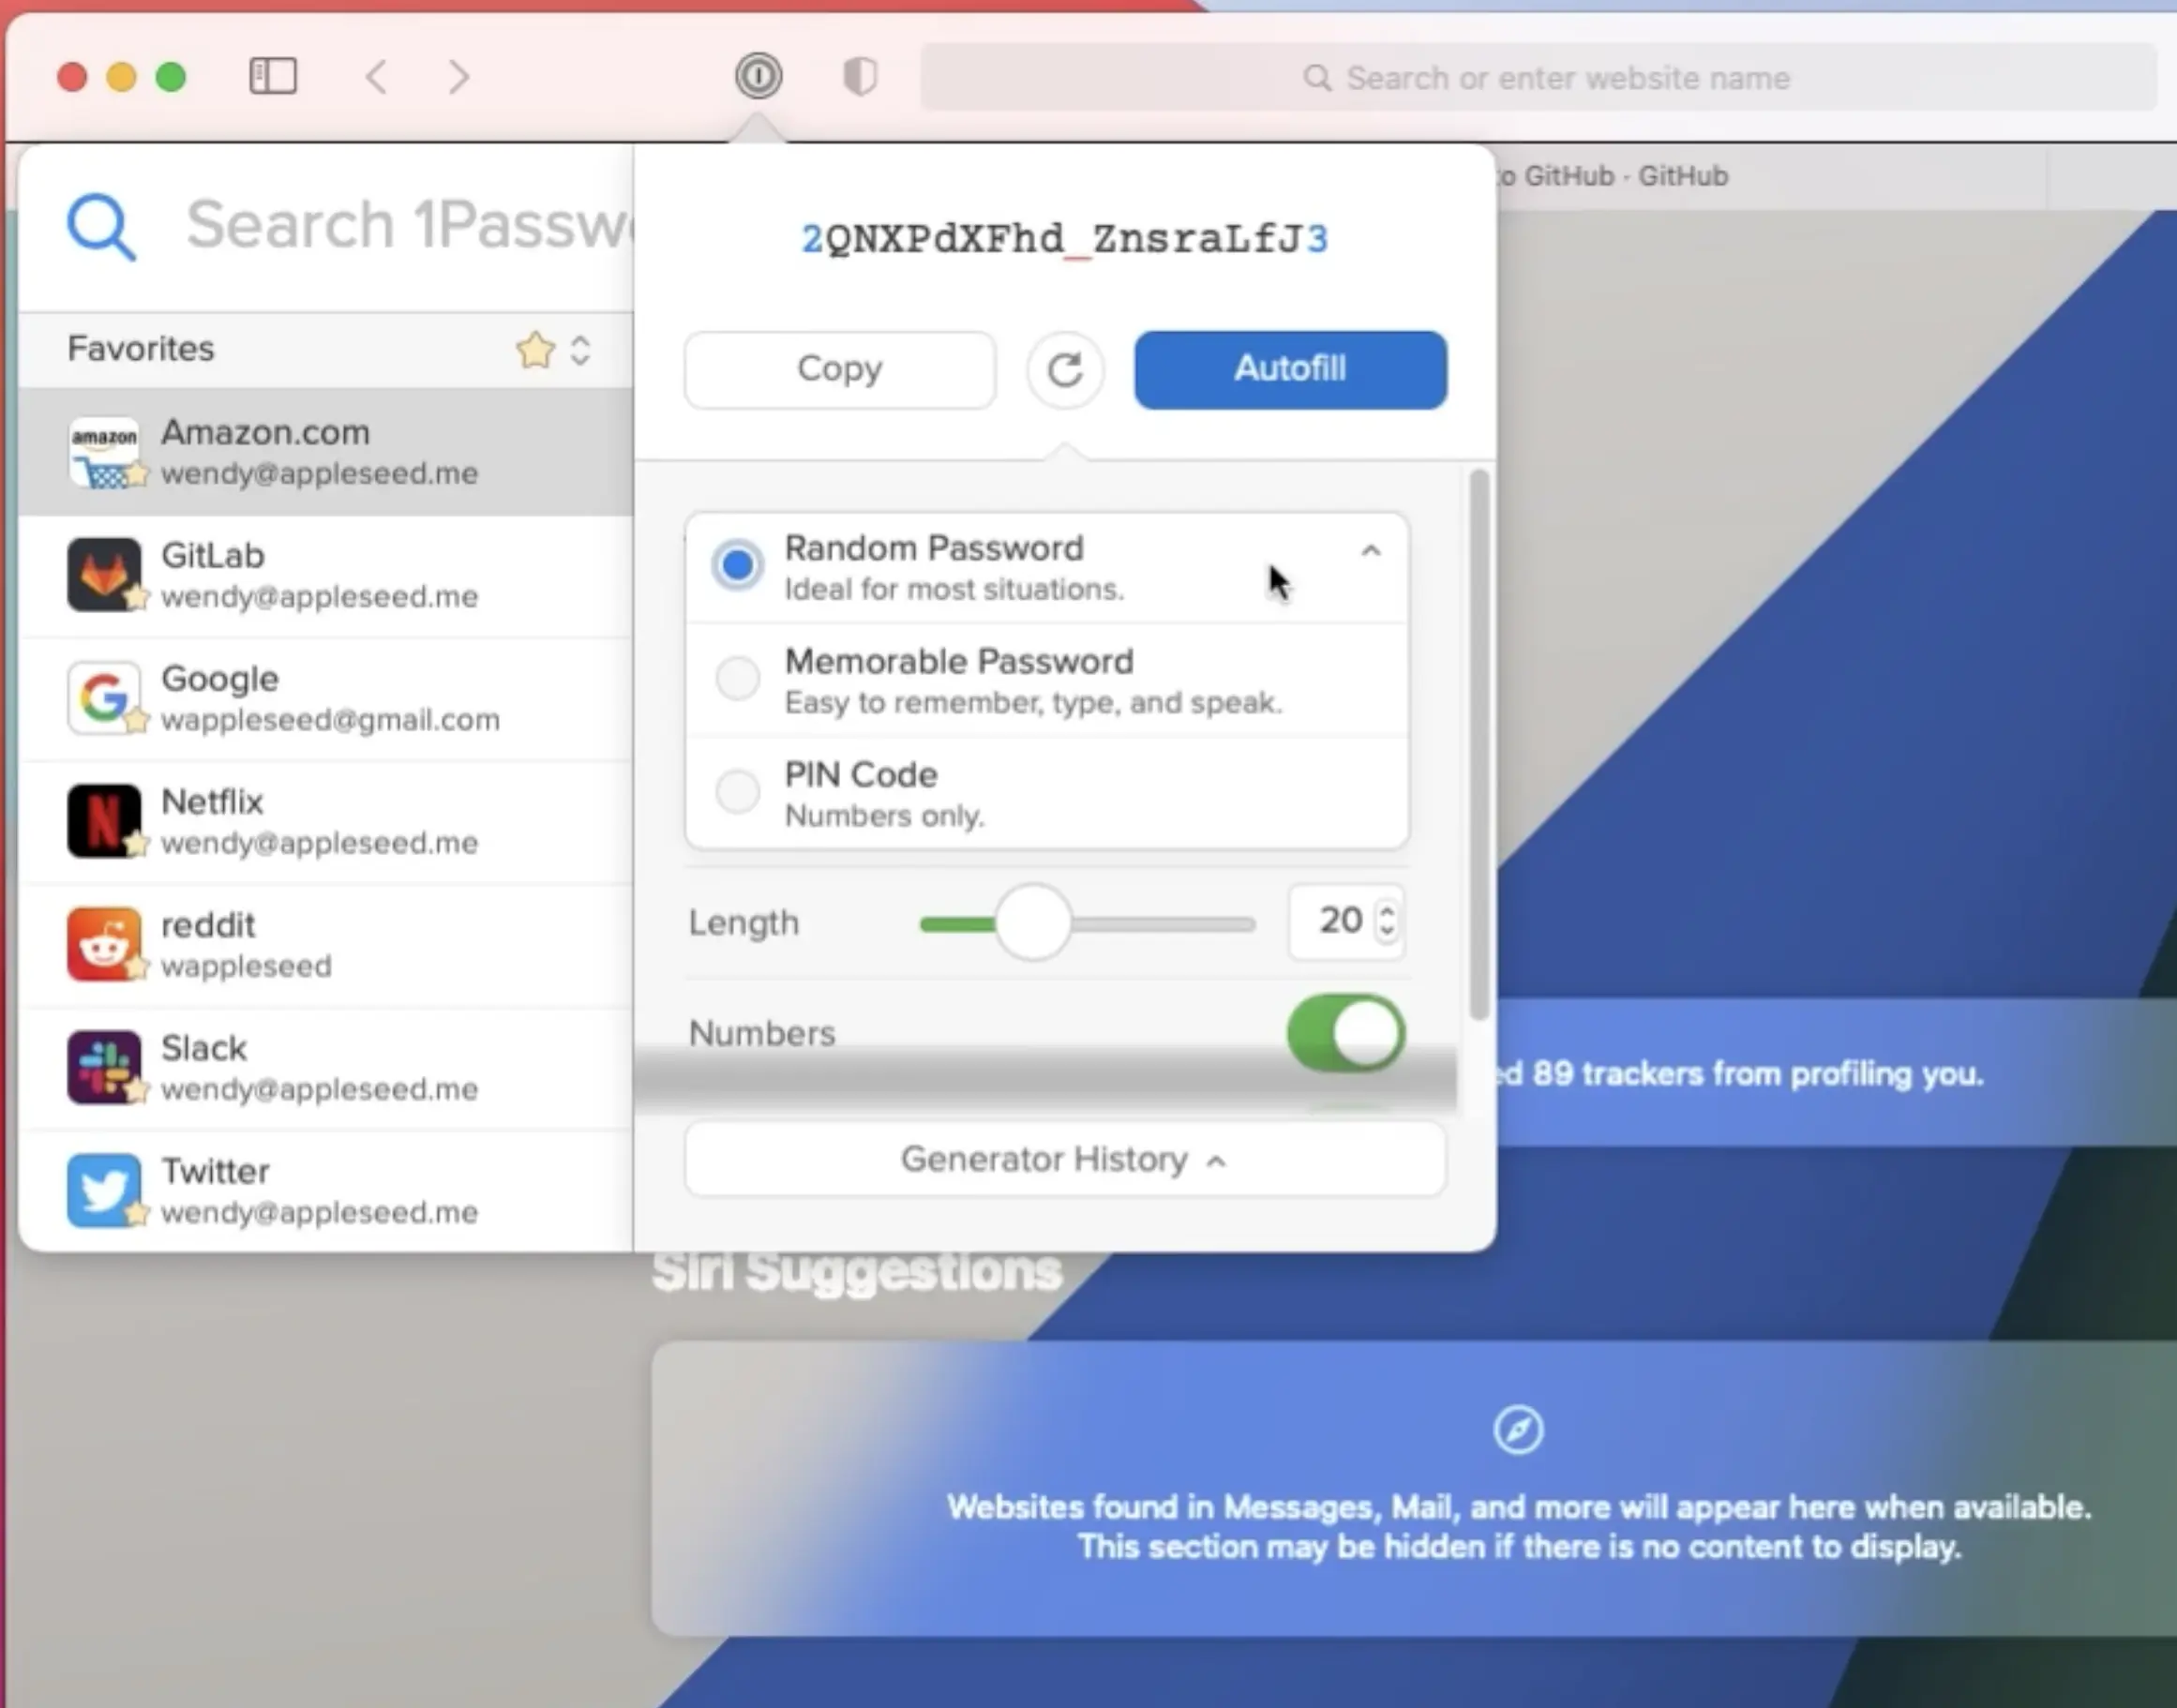 Search or enter website name
to GitHub - GitHub
Search 1Passw
2QNXPdXFhd_ZnsraLfJ3
Copy
Autofill
Favorites
amazon
Amazon.com
wendy@appleseed.me
GitLab
wendy@appleseed.me
Google
wappleseed@gmail.com
Netflix
wendy@appleseed.me
reddit
wappleseed
Slack
wendy@appleseed.me
Twitter
wendy@appleseed.me
Random Password
Ideal for most situations.
Memorable Password
Easy to remember, type, and speak.
PIN Code
Numbers only.
Length
20
Numbers
Generator History
ed 89 trackers from profiling you.
Siri Suggestions
Websites found in Messages, Mail, and more will appear here when available.
This section may be hidden if there is no content to display.